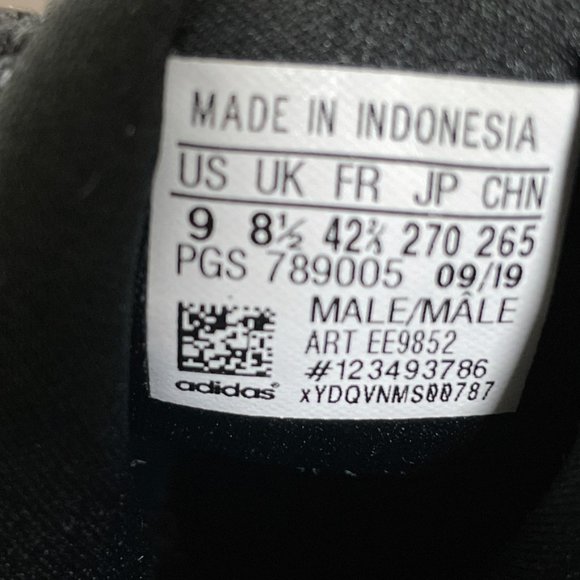 MADE IN INDONESIA
US UK FR JP CHN
9 8½ 42⅔ 270 265
PGS 789005 09/19
MALE/MÂLE
ART EE9852
#123493786
xYDQVNMS00787
adidas